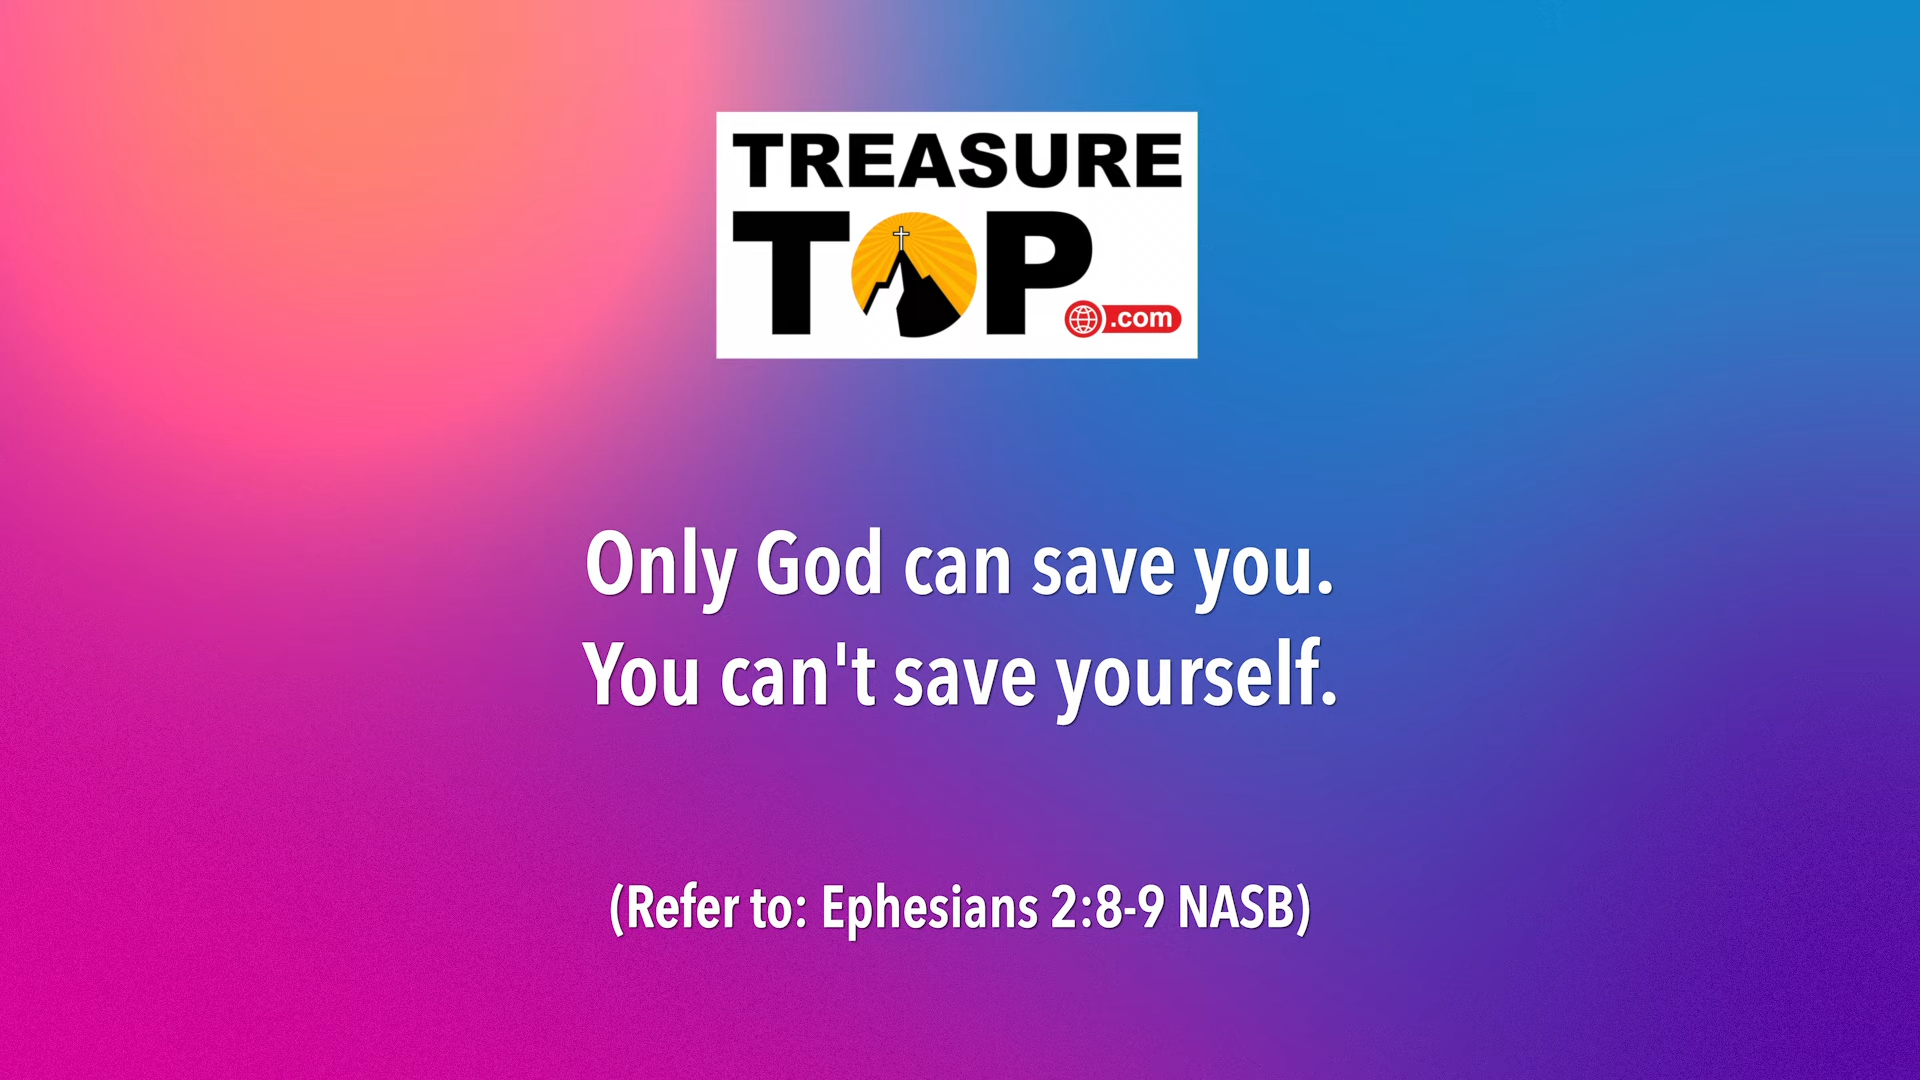 TREASURE
TOP
.com
Only God can save you.
You can't save yourself.
(Refer to: Ephesians 2:8-9 NASB)